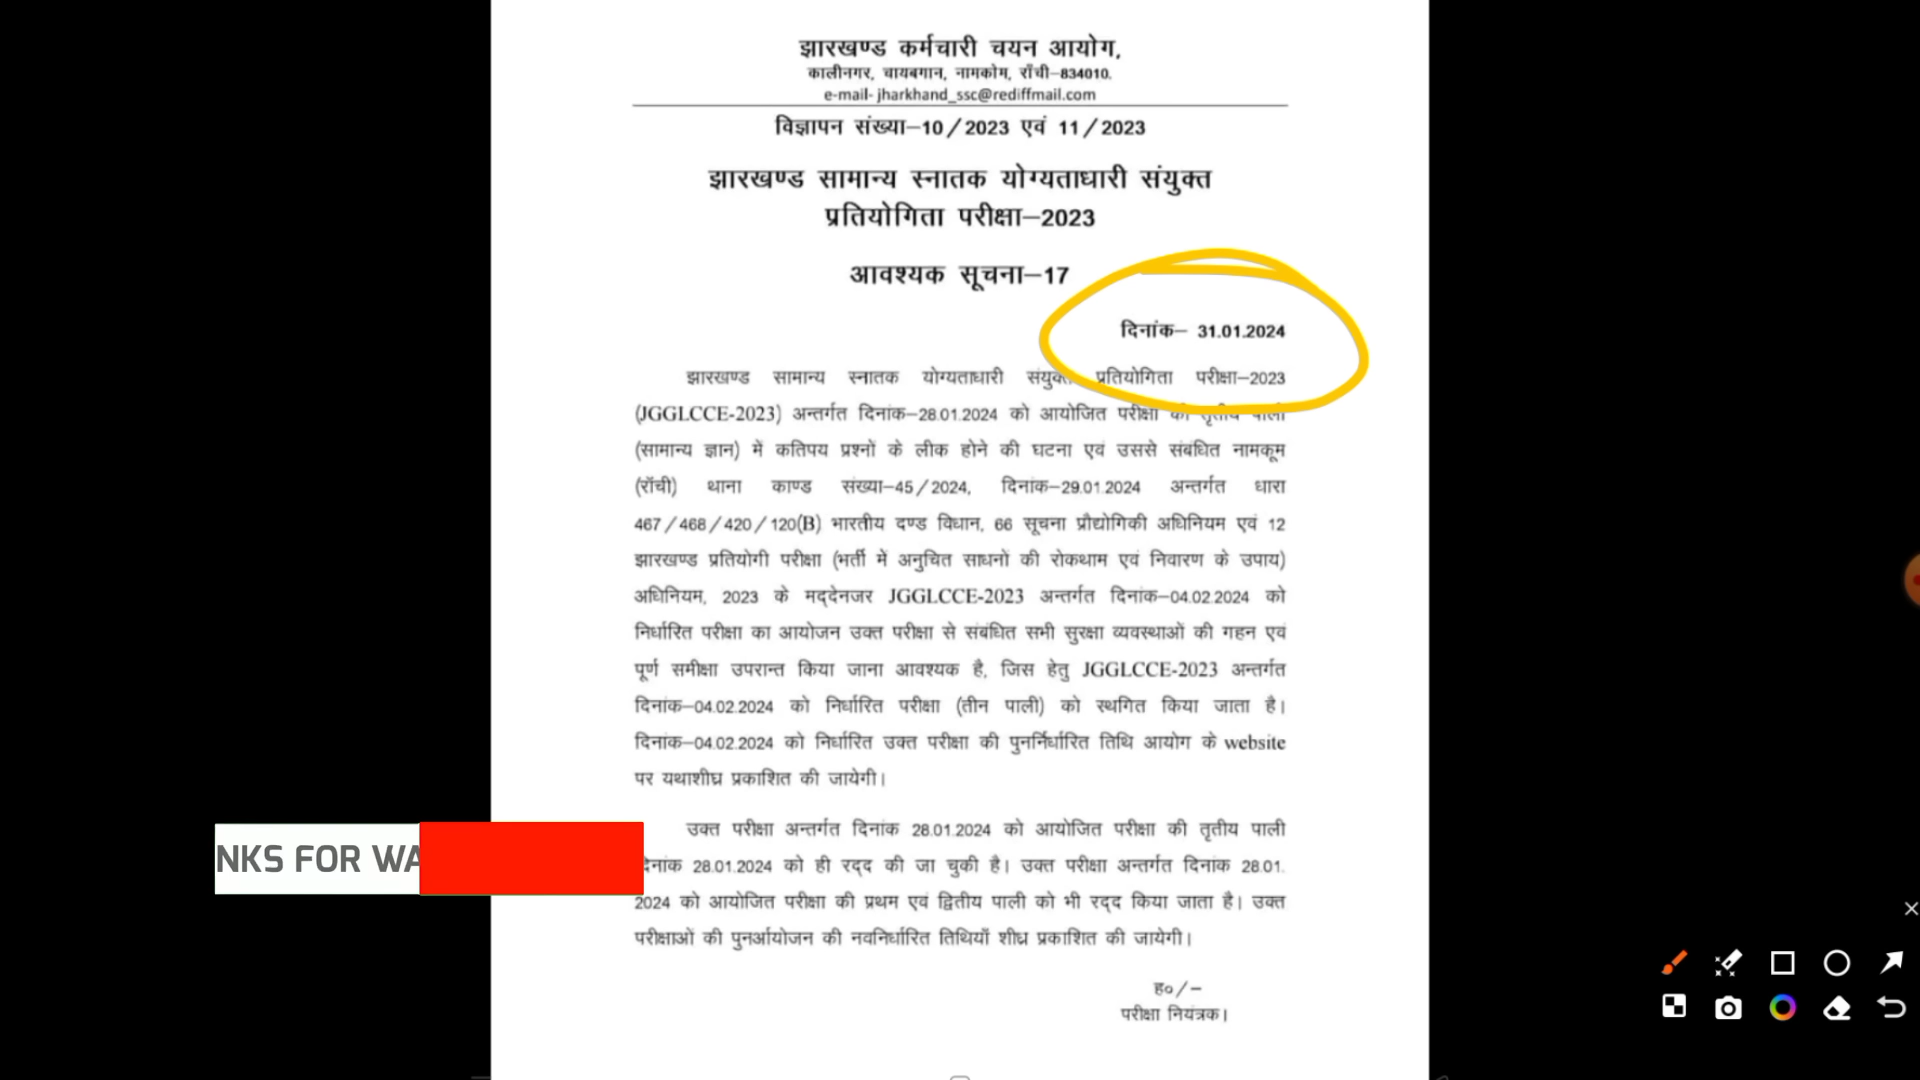 झारखण्ड कर्मचारी चयन आयोग,
कालीनगर, चायबगान, नामकोम, राँची–834010.
e-mail- jharkhand_ssc@rediffmail.com
विज्ञापन संख्या–10/2023 एवं 11/2023
झारखण्ड सामान्य स्नातक योग्यताधारी संयुक्त
प्रतियोगिता परीक्षा–2023
आवश्यक सूचना–17
दिनांक– 31.01.2024
झारखण्ड सामान्य स्नातक योग्यताधारी संयुक्त प्रतियोगिता परीक्षा–2023
(JGGLCCE-2023) अन्तर्गत दिनांक–28.01.2024 को आयोजित परीक्षा की तृतीय पाली
(सामान्य ज्ञान) में कतिपय प्रश्नों के लीक होने की घटना एवं उससे संबंधित नामकूम
(रॉची) थाना काण्ड संख्या–45/2024, दिनांक–29.01.2024 अन्तर्गत धारा
467/468/420/120(B) भारतीय दण्ड विधान, 66 सूचना प्रौद्योगिकी अधिनियम एवं 12
झारखण्ड प्रतियोगी परीक्षा (भर्ती में अनुचित साधनों की रोकथाम एवं निवारण के उपाय)
अधिनियम, 2023 के मद्देनजर JGGLCCE-2023 अन्तर्गत दिनांक–04.02.2024 को
निर्धारित परीक्षा का आयोजन उक्त परीक्षा से संबंधित सभी सुरक्षा व्यवस्थाओं की गहन एवं
पूर्ण समीक्षा उपरान्त किया जाना आवश्यक है, जिस हेतु JGGLCCE-2023 अन्तर्गत
दिनांक–04.02.2024 को निर्धारित परीक्षा (तीन पाली) को स्थगित किया जाता है।
दिनांक–04.02.2024 को निर्धारित उक्त परीक्षा की पुनर्निर्धारित तिथि आयोग के website
पर यथाशीघ्र प्रकाशित की जायेगी।
उक्त परीक्षा अन्तर्गत दिनांक 28.01.2024 को आयोजित परीक्षा की तृतीय पाली
NKS FOR WA
दिनांक 28.01.2024 को ही रद्द की जा चुकी है। उक्त परीक्षा अन्तर्गत दिनांक 28.01.
2024 को आयोजित परीक्षा की प्रथम एवं द्वितीय पाली को भी रद्द किया जाता है। उक्त
परीक्षाओं की पुनर्आयोजन की नवनिर्धारित तिथियाँ शीघ्र प्रकाशित की जायेगी।
ह०/–
परीक्षा नियंत्रक।